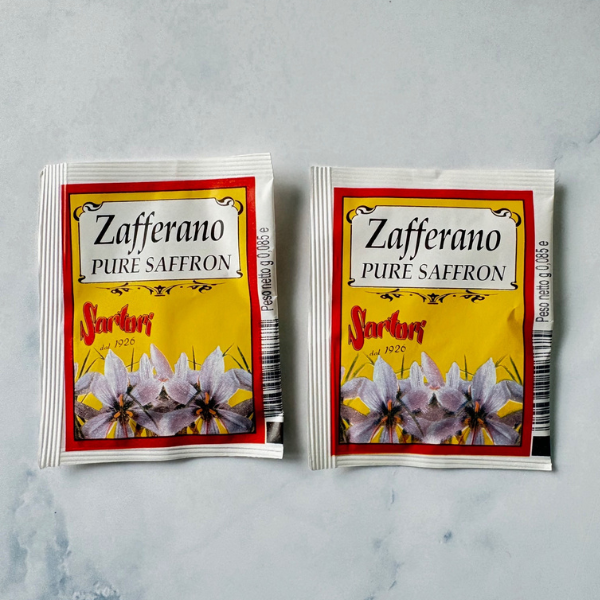 Zafferano
PURE SAFFRON
Sartori
dal 1926
Peso netto g 0,085 e
Zafferano
PURE SAFFRON
Sartori
dal 1926
Peso netto g 0,085 e